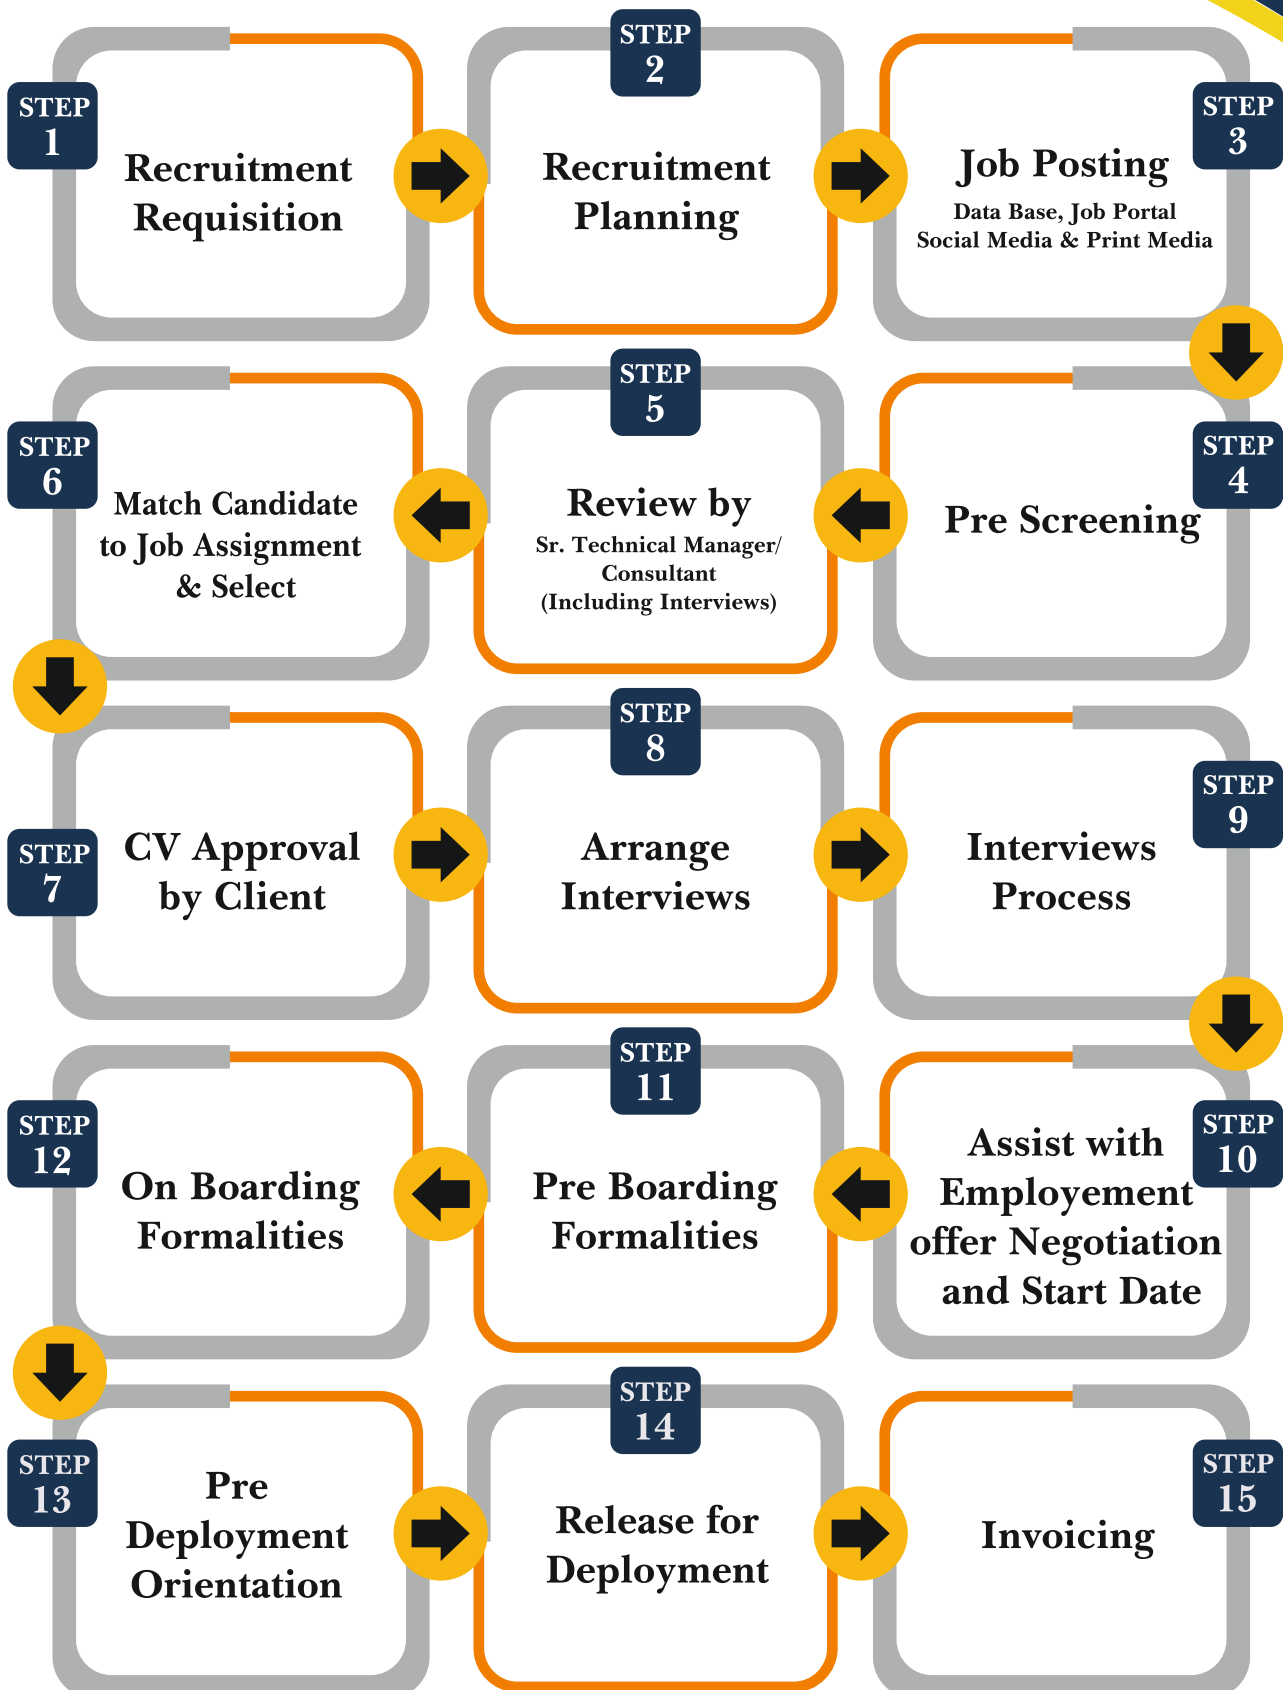 STEP
1
Recruitment
Requisition
STEP
2
Recruitment
Planning
STEP
3
Job Posting
Data Base, Job Portal
Social Media & Print Media
STEP
4
Pre Screening
STEP
5
Review by
Sr. Technical Manager/
Consultant
(Including Interviews)
STEP
6
Match Candidate
to Job Assignment
& Select
STEP
7
CV Approval
by Client
STEP
8
Arrange
Interviews
STEP
9
Interviews
Process
STEP
10
Assist with
Employement
offer Negotiation
and Start Date
STEP
11
Pre Boarding
Formalities
STEP
12
On Boarding
Formalities
STEP
13
Pre
Deployment
Orientation
STEP
14
Release for
Deployment
STEP
15
Invoicing